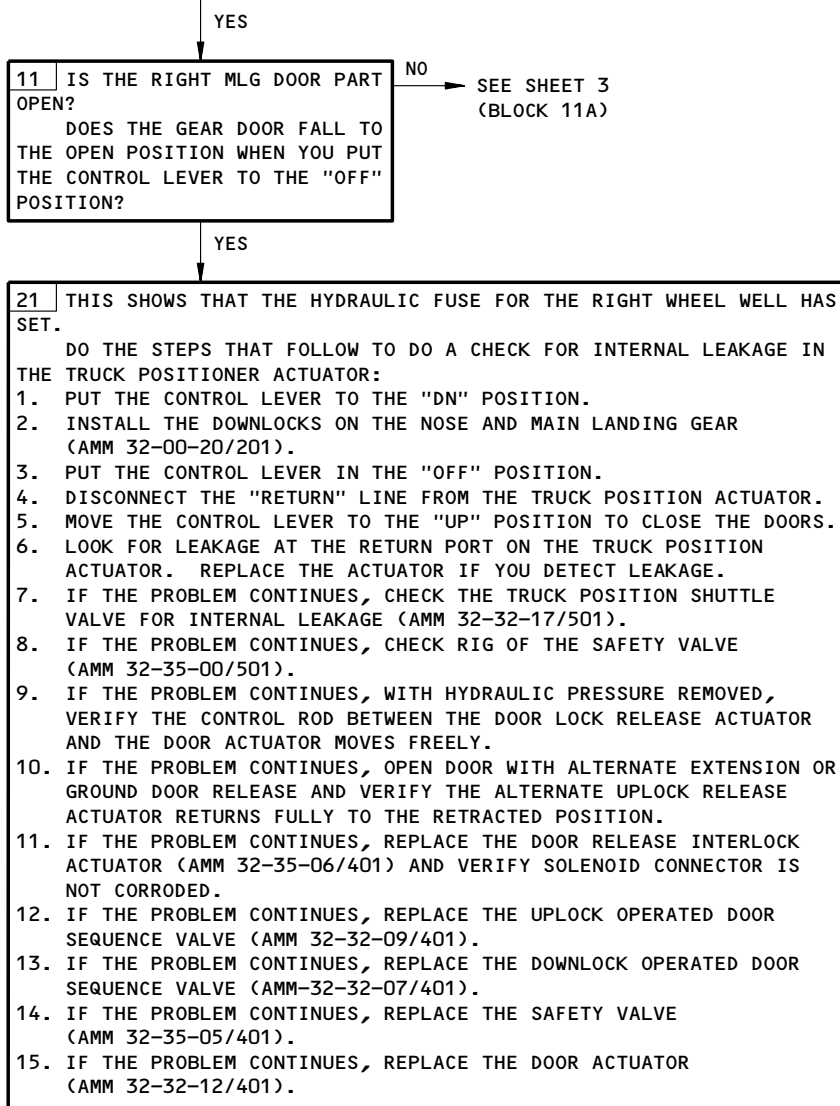 YES
11 IS THE RIGHT MLG DOOR PART
OPEN?
DOES THE GEAR DOOR FALL TO
THE OPEN POSITION WHEN YOU PUT
THE CONTROL LEVER TO THE "OFF"
POSITION?
NO
SEE SHEET 3
(BLOCK 11A)
YES
21 THIS SHOWS THAT THE HYDRAULIC FUSE FOR THE RIGHT WHEEL WELL HAS
SET.
DO THE STEPS THAT FOLLOW TO DO A CHECK FOR INTERNAL LEAKAGE IN
THE TRUCK POSITIONER ACTUATOR:
1. PUT THE CONTROL LEVER TO THE "DN" POSITION.
2. INSTALL THE DOWNLOCKS ON THE NOSE AND MAIN LANDING GEAR
(AMM 32-00-20/201).
3. PUT THE CONTROL LEVER IN THE "OFF" POSITION.
4. DISCONNECT THE "RETURN" LINE FROM THE TRUCK POSITION ACTUATOR.
5. MOVE THE CONTROL LEVER TO THE "UP" POSITION TO CLOSE THE DOORS.
6. LOOK FOR LEAKAGE AT THE RETURN PORT ON THE TRUCK POSITION
ACTUATOR. REPLACE THE ACTUATOR IF YOU DETECT LEAKAGE.
7. IF THE PROBLEM CONTINUES, CHECK THE TRUCK POSITION SHUTTLE
VALVE FOR INTERNAL LEAKAGE (AMM 32-32-17/501).
8. IF THE PROBLEM CONTINUES, CHECK RIG OF THE SAFETY VALVE
(AMM 32-35-00/501).
9. IF THE PROBLEM CONTINUES, WITH HYDRAULIC PRESSURE REMOVED,
VERIFY THE CONTROL ROD BETWEEN THE DOOR LOCK RELEASE ACTUATOR
AND THE DOOR ACTUATOR MOVES FREELY.
10. IF THE PROBLEM CONTINUES, OPEN DOOR WITH ALTERNATE EXTENSION OR
GROUND DOOR RELEASE AND VERIFY THE ALTERNATE UPLOCK RELEASE
ACTUATOR RETURNS FULLY TO THE RETRACTED POSITION.
11. IF THE PROBLEM CONTINUES, REPLACE THE DOOR RELEASE INTERLOCK
ACTUATOR (AMM 32-35-06/401) AND VERIFY SOLENOID CONNECTOR IS
NOT CORRODED.
12. IF THE PROBLEM CONTINUES, REPLACE THE UPLOCK OPERATED DOOR
SEQUENCE VALVE (AMM 32-32-09/401).
13. IF THE PROBLEM CONTINUES, REPLACE THE DOWNLOCK OPERATED DOOR
SEQUENCE VALVE (AMM-32-32-07/401).
14. IF THE PROBLEM CONTINUES, REPLACE THE SAFETY VALVE
(AMM 32-35-05/401).
15. IF THE PROBLEM CONTINUES, REPLACE THE DOOR ACTUATOR
(AMM 32-32-12/401).